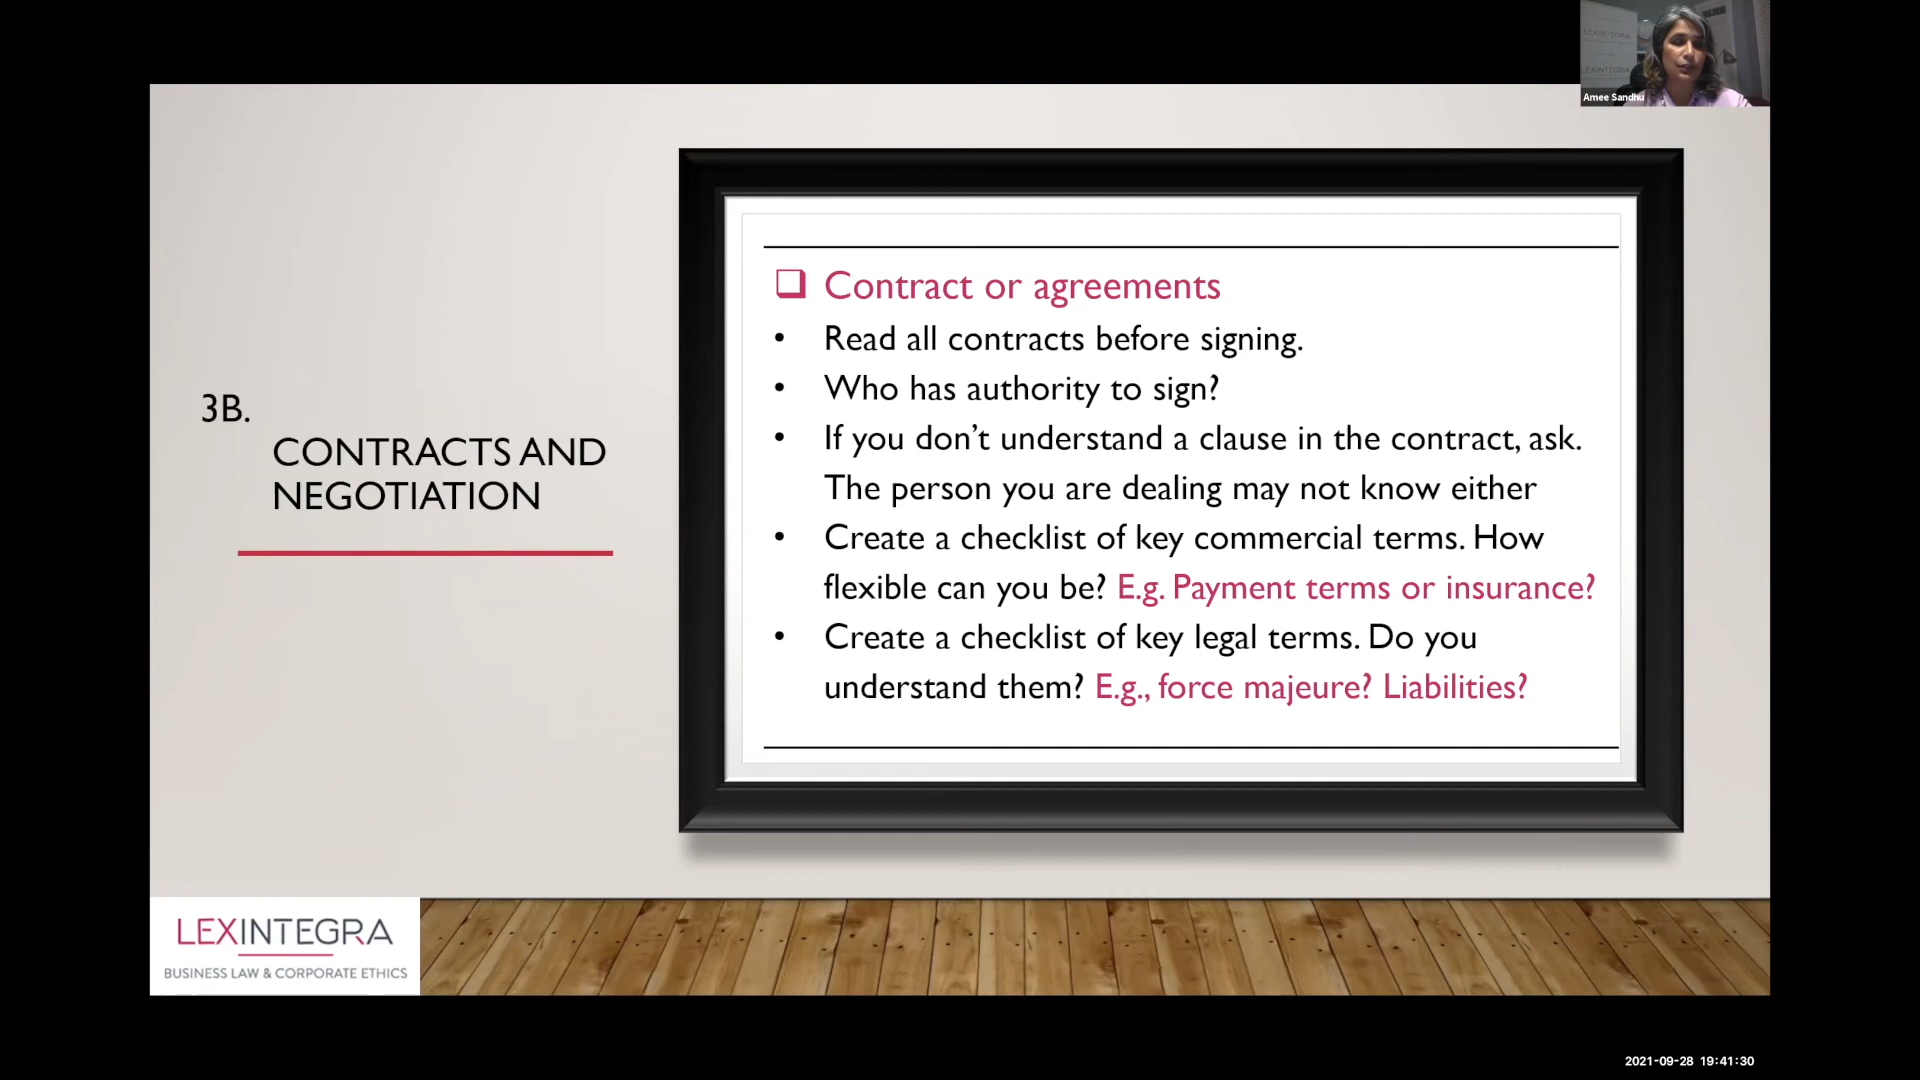 LEXINTEGRA
LEXINTEGRA
Amee Sandhu
3B.
CONTRACTS AND
NEGOTIATION
❑ Contract or agreements
• Read all contracts before signing.
• Who has authority to sign?
• If you don’t understand a clause in the contract, ask.
The person you are dealing may not know either
• Create a checklist of key commercial terms. How
flexible can you be? E.g. Payment terms or insurance?
• Create a checklist of key legal terms. Do you
understand them? E.g., force majeure? Liabilities?
LEXINTEGRA
BUSINESS LAW & CORPORATE ETHICS
2021-09-28 19:41:30